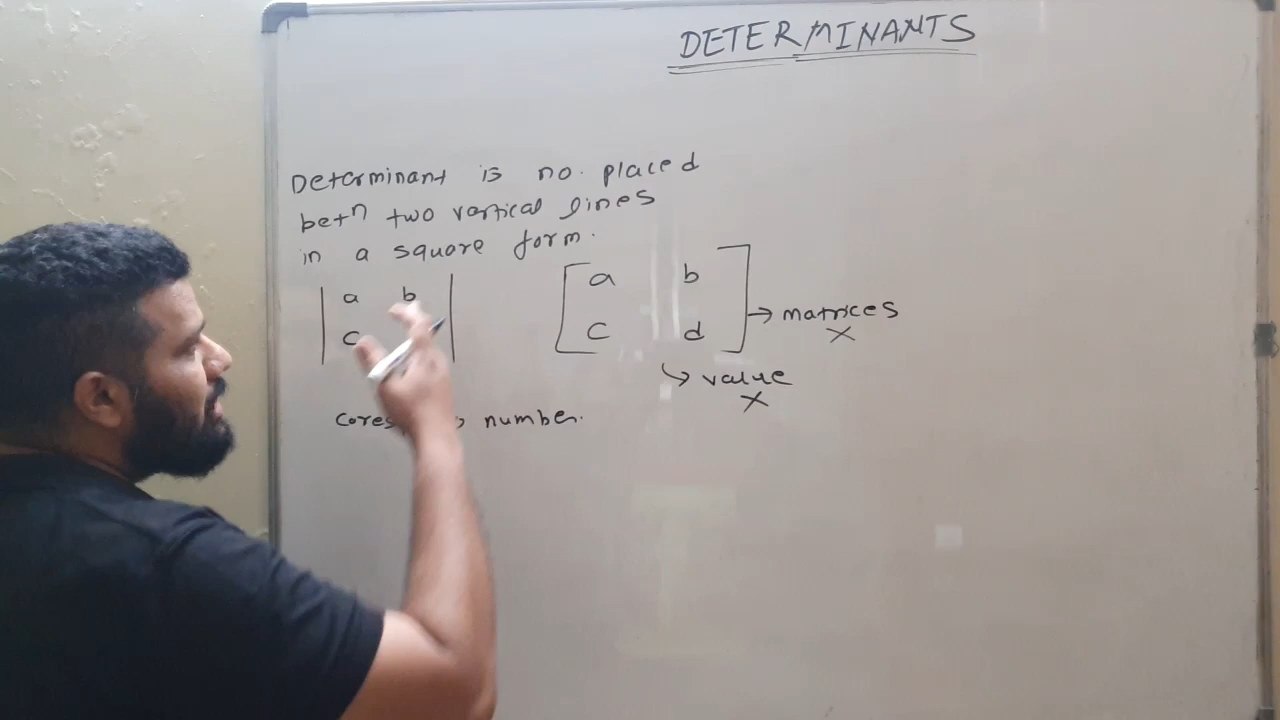 DETERMINANTS
Determinant is no. placed
betⁿ two vertical lines
in a square form.
a b
c
[ a b
c d ] → matrices
X
↳ value
X
number.